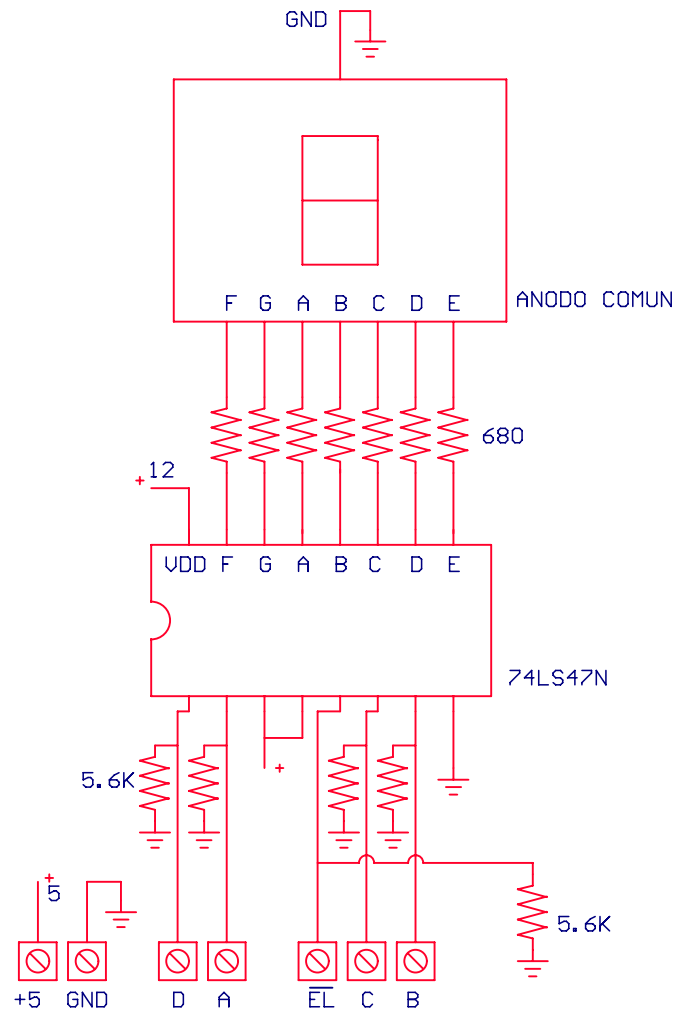 GND
F G A B C D E
ANODO COMUN
680
+12
VDD F G A B C D E
74LS47N
5.6K
+
+5
5.6K
+5 GND D A EL C B